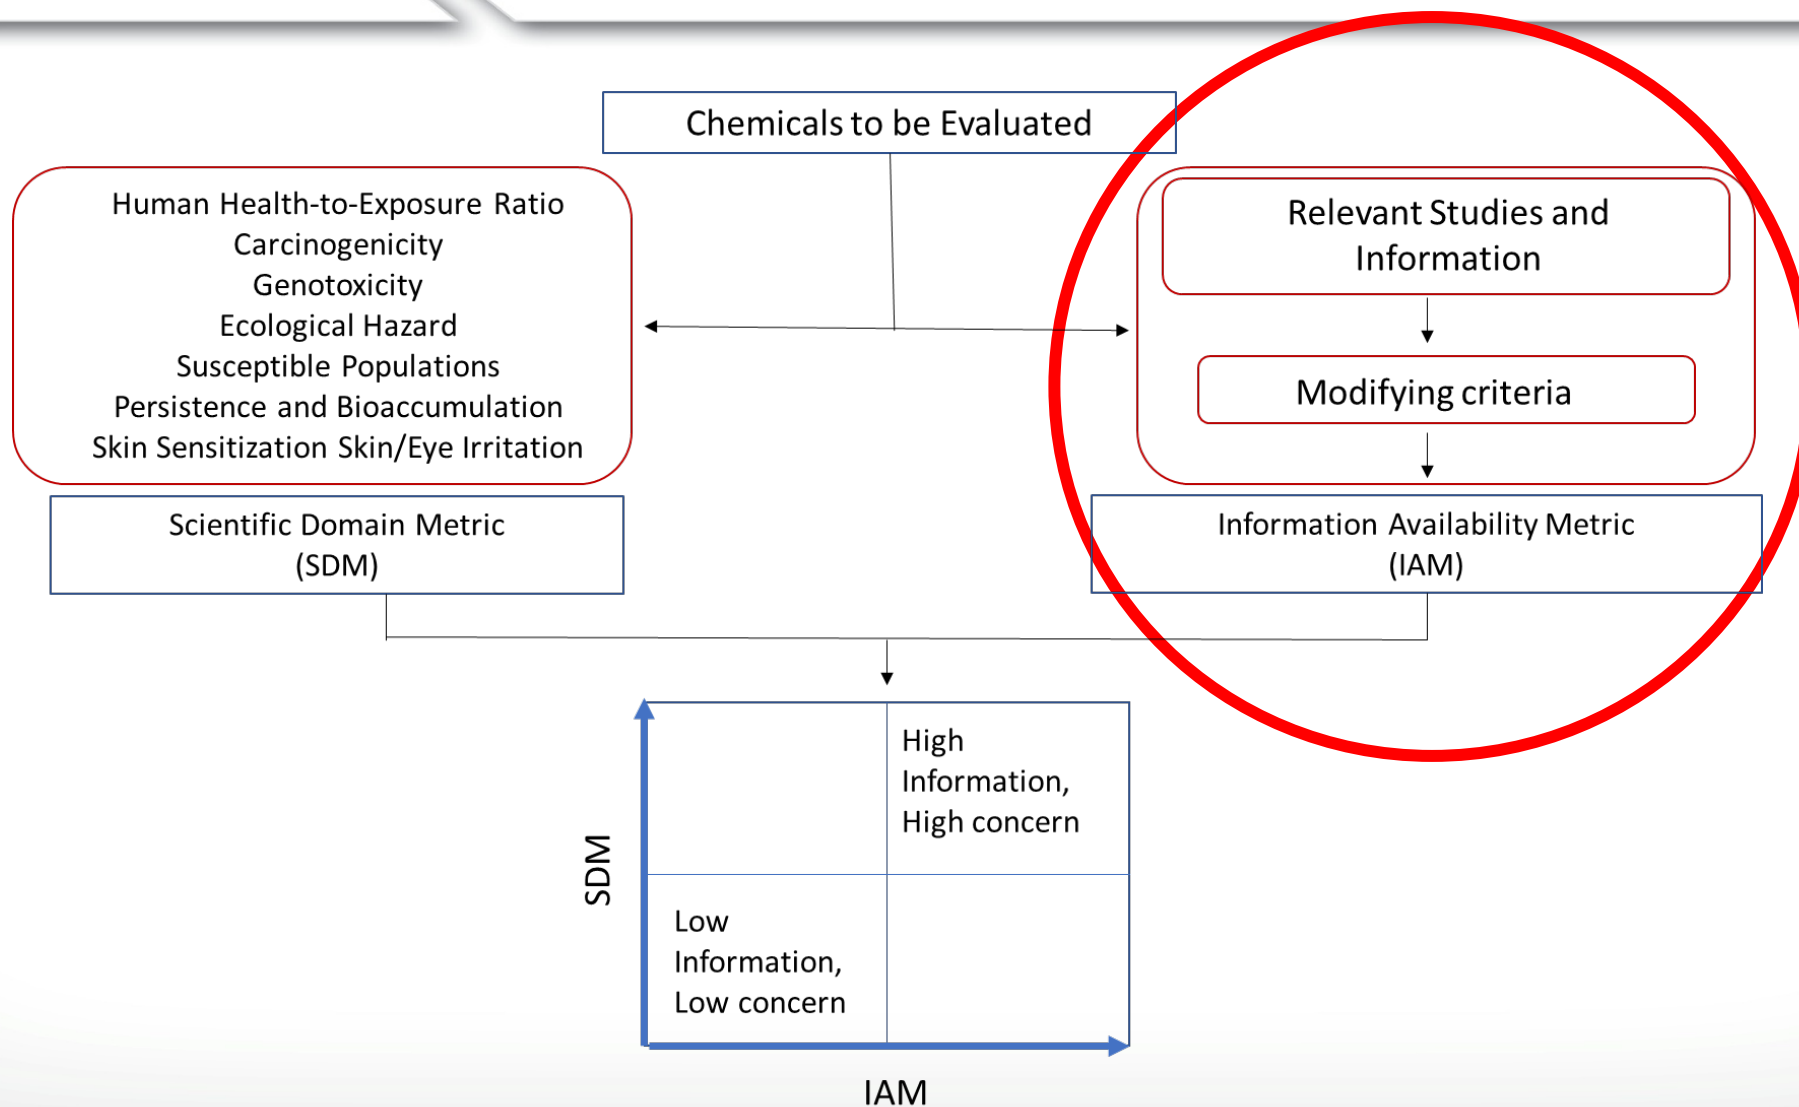 Chemicals to be Evaluated
Human Health-to-Exposure Ratio
Carcinogenicity
Genotoxicity
Ecological Hazard
Susceptible Populations
Persistence and Bioaccumulation
Skin Sensitization Skin/Eye Irritation
Scientific Domain Metric
(SDM)
Relevant Studies and
Information
Modifying criteria
Information Availability Metric
(IAM)
SDM
High
Information,
High concern
Low
Information,
Low concern
IAM